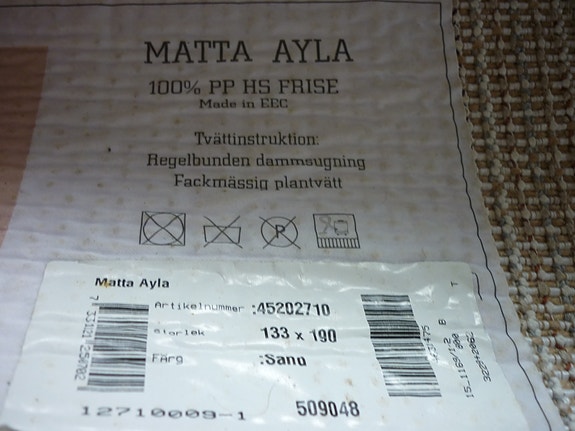 MATTA AYLA
100% PP HS FRISE
Made in EEC
Tvättinstruktion:
Regelbunden dammsugning
Fackmässig plantvätt
P
Matta Ayla
Artikelnummer :45202710
Storlek 133 x 190
Färg :Sand
12710009-1 509048